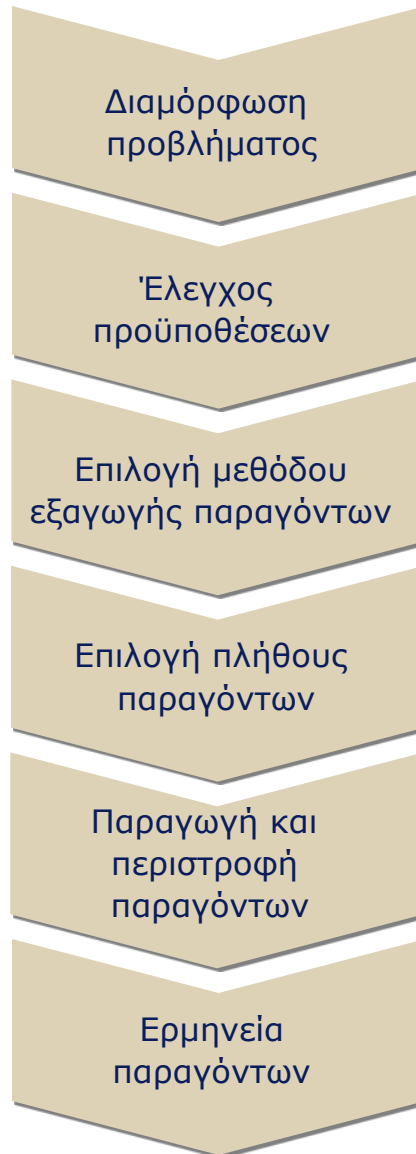 Διαμόρφωση
προβλήματος
Έλεγχος
προϋποθέσεων
Επιλογή μεθόδου
εξαγωγής παραγόντων
Επιλογή πλήθους
παραγόντων
Παραγωγή και
περιστροφή
παραγόντων
Ερμηνεία
παραγόντων